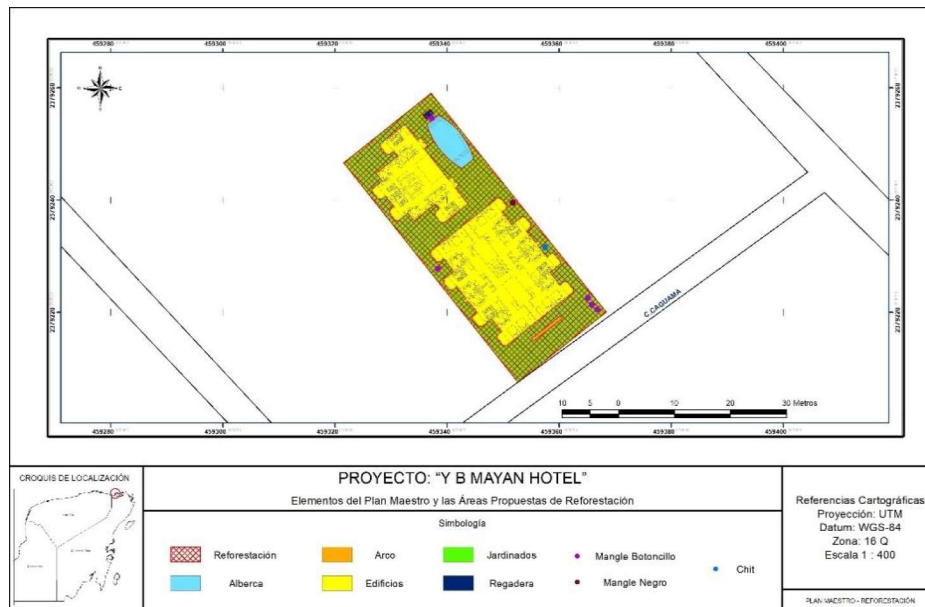 459280 459300 459320 459340 459360 459380 459400
2379260
2379240
2379220
C.CAGUAMA
10 5 0 10 20 30 Metros
459280 459300 459320 459340 459360 459380 459400
CROQUIS DE LOCALIZACIÓN
PROYECTO: “Y B MAYAN HOTEL”
Elementos del Plan Maestro y las Áreas Propuestas de Reforestación
Simbología
Reforestación Arco Jardinados Mangle Botoncillo
Alberca Edificios Regadera Mangle Negro Chit
Referencias Cartográficas
Proyección: UTM
Datum: WGS-84
Zona: 16 Q
Escala 1 : 400
PLAN MAESTRO - REFORESTACIÓN